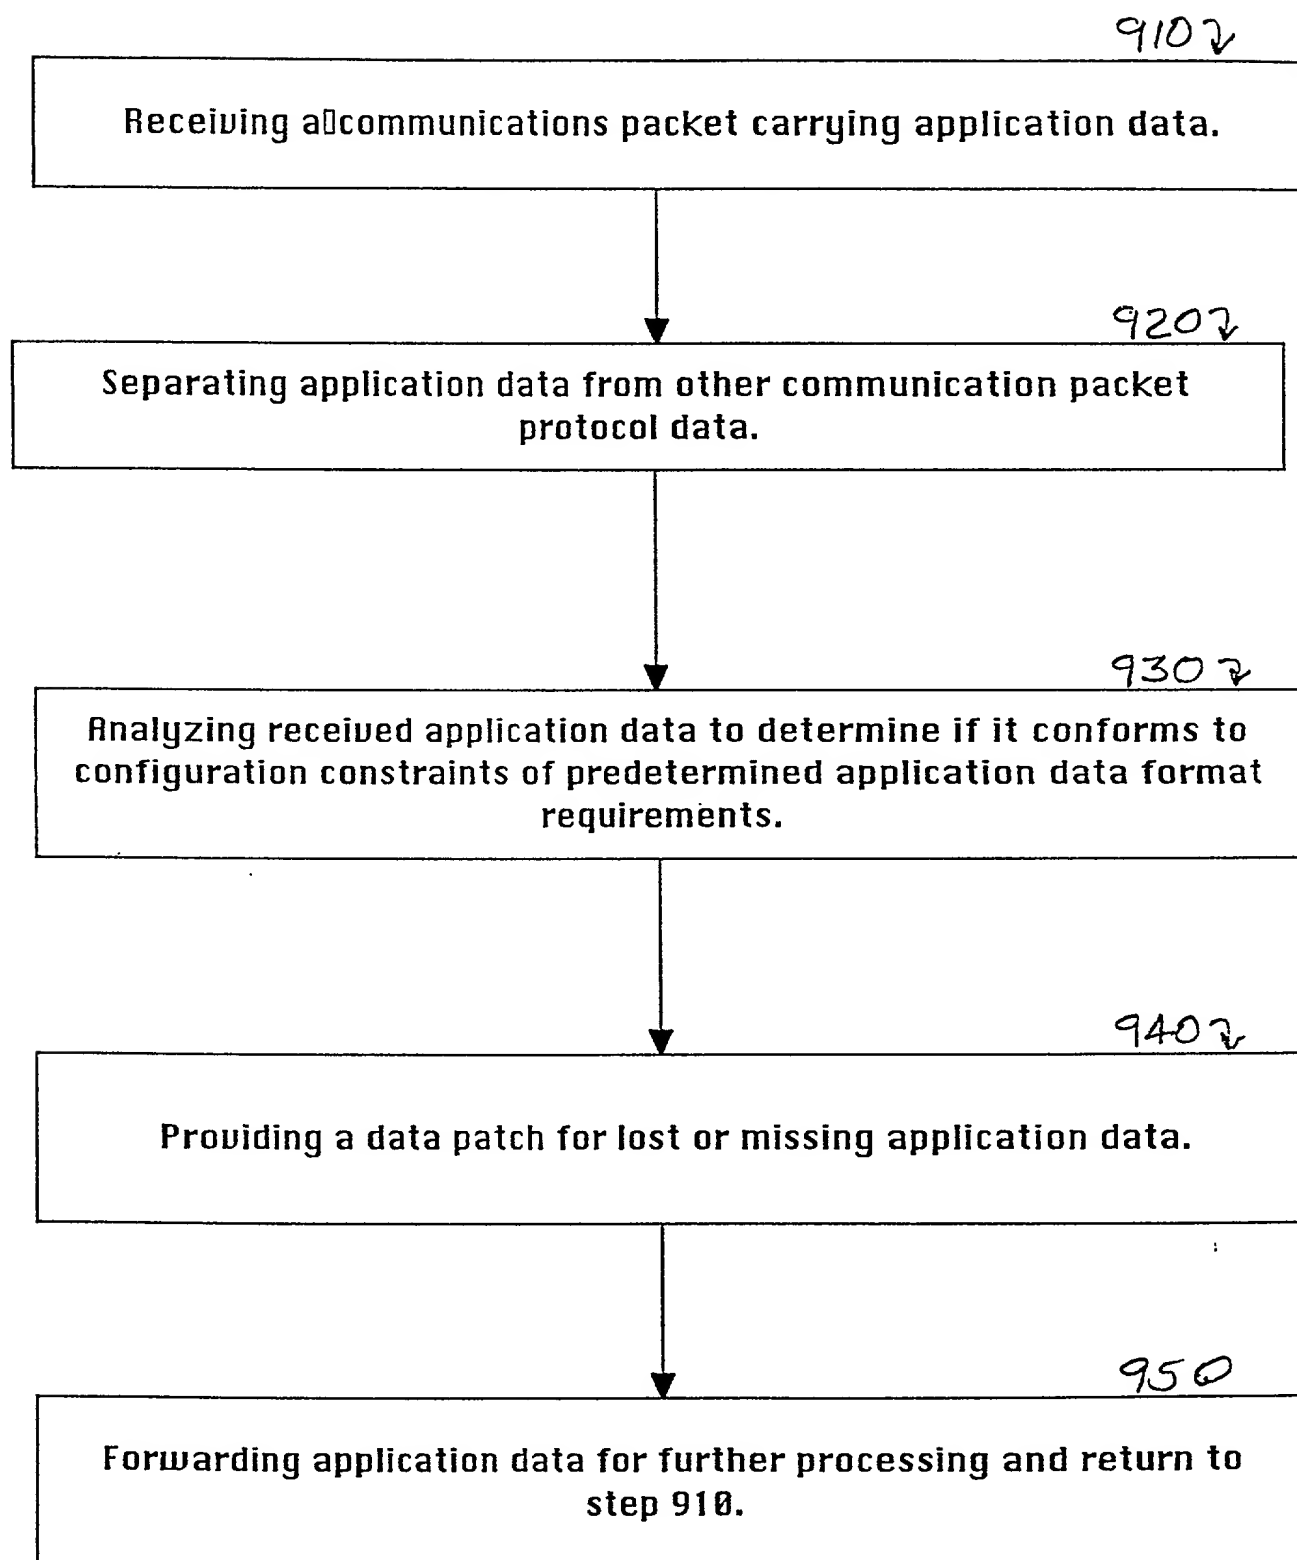 910
Receiving a communications packet carrying application data.
920
Separating application data from other communication packet
protocol data.
930
Analyzing received application data to determine if it conforms to
configuration constraints of predetermined application data format
requirements.
940
Providing a data patch for lost or missing application data.
950
Forwarding application data for further processing and return to
step 910.